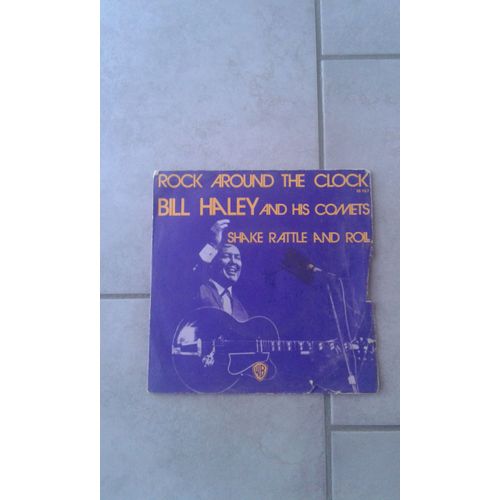 ROCK AROUND THE CLOCK
BILL HALEY AND HIS COMETS
SHAKE RATTLE AND ROLL